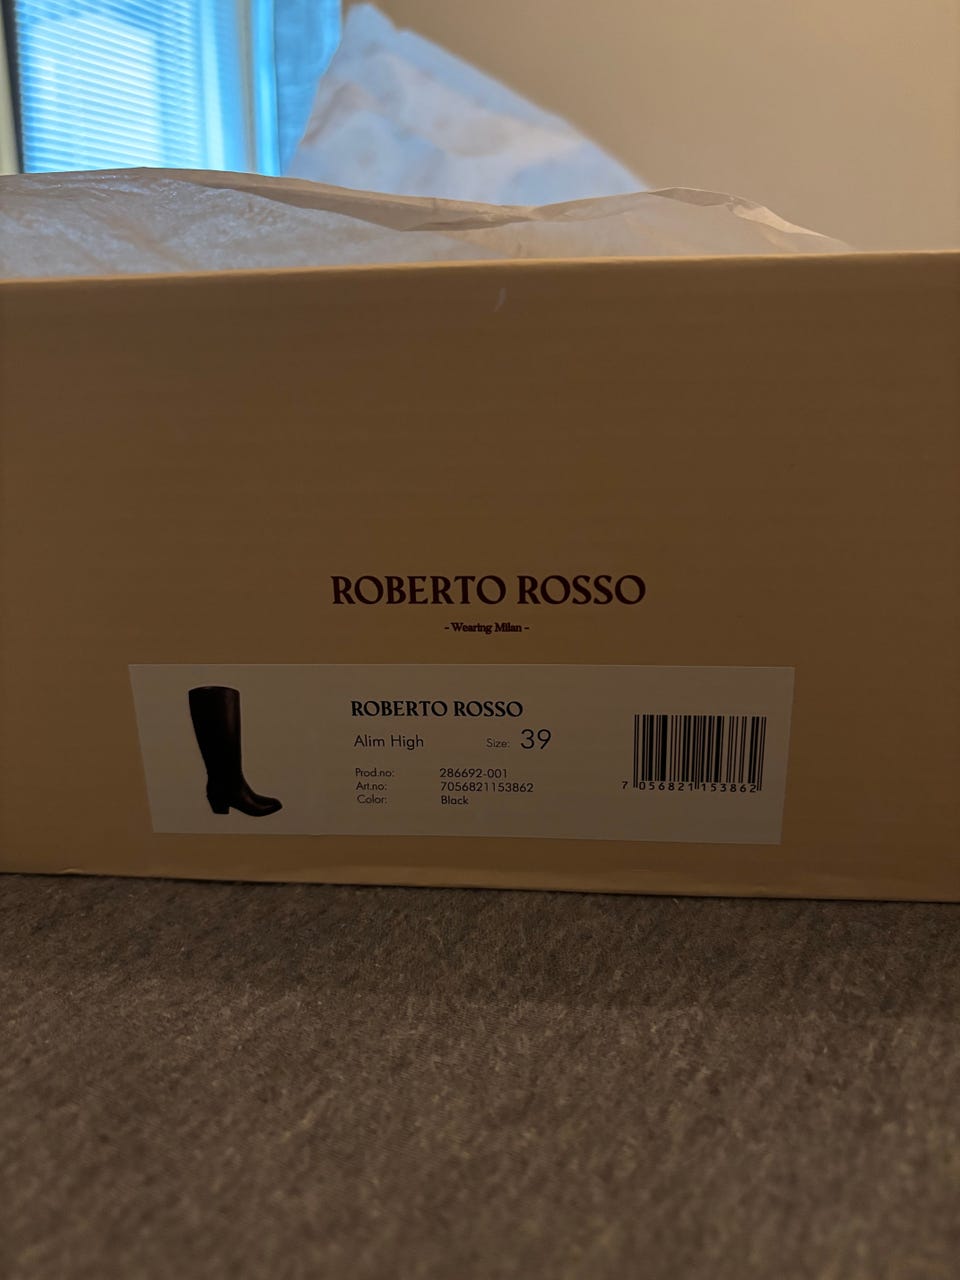 ROBERTO ROSSO
- Wearing Milan -
ROBERTO ROSSO
Alim High Size: 39
Prod.no: 286692-001
Art.no: 7056821153862
Color: Black
7 056821 153862